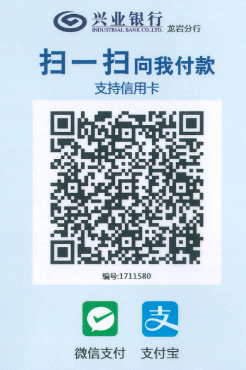 兴业银行 龙岩分行
INDUSTRIAL BANK CO.,LTD.
扫一扫向我付款
支持信用卡
编号:1711580
支
微信支付 支付宝